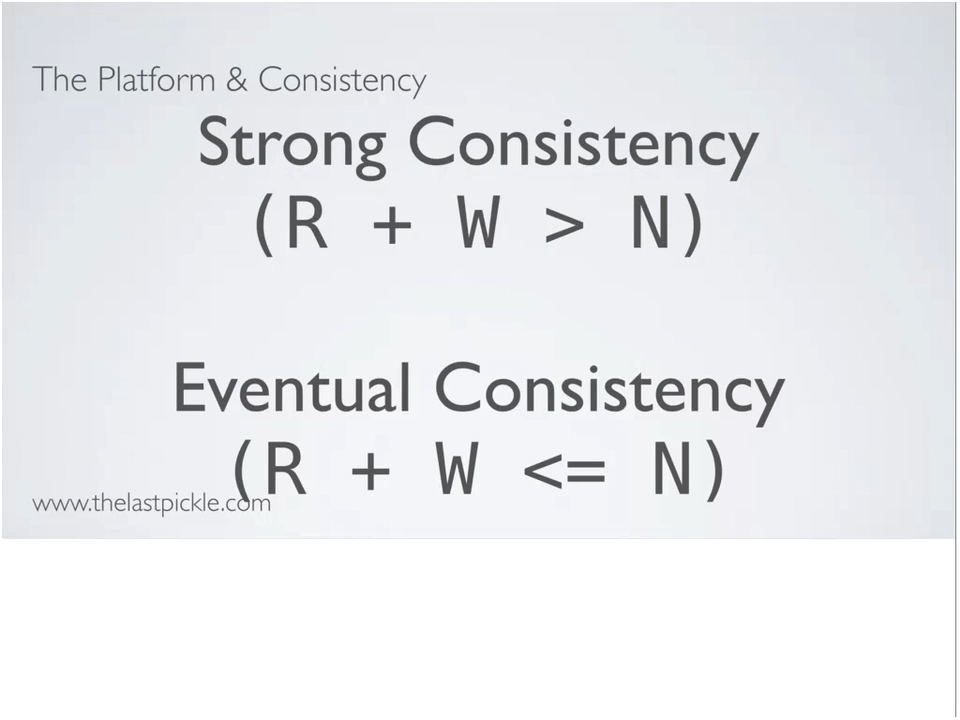 The Platform & Consistency
Strong Consistency
(R + W > N)
Eventual Consistency
(R + W <= N)
www.thelastpickle.com